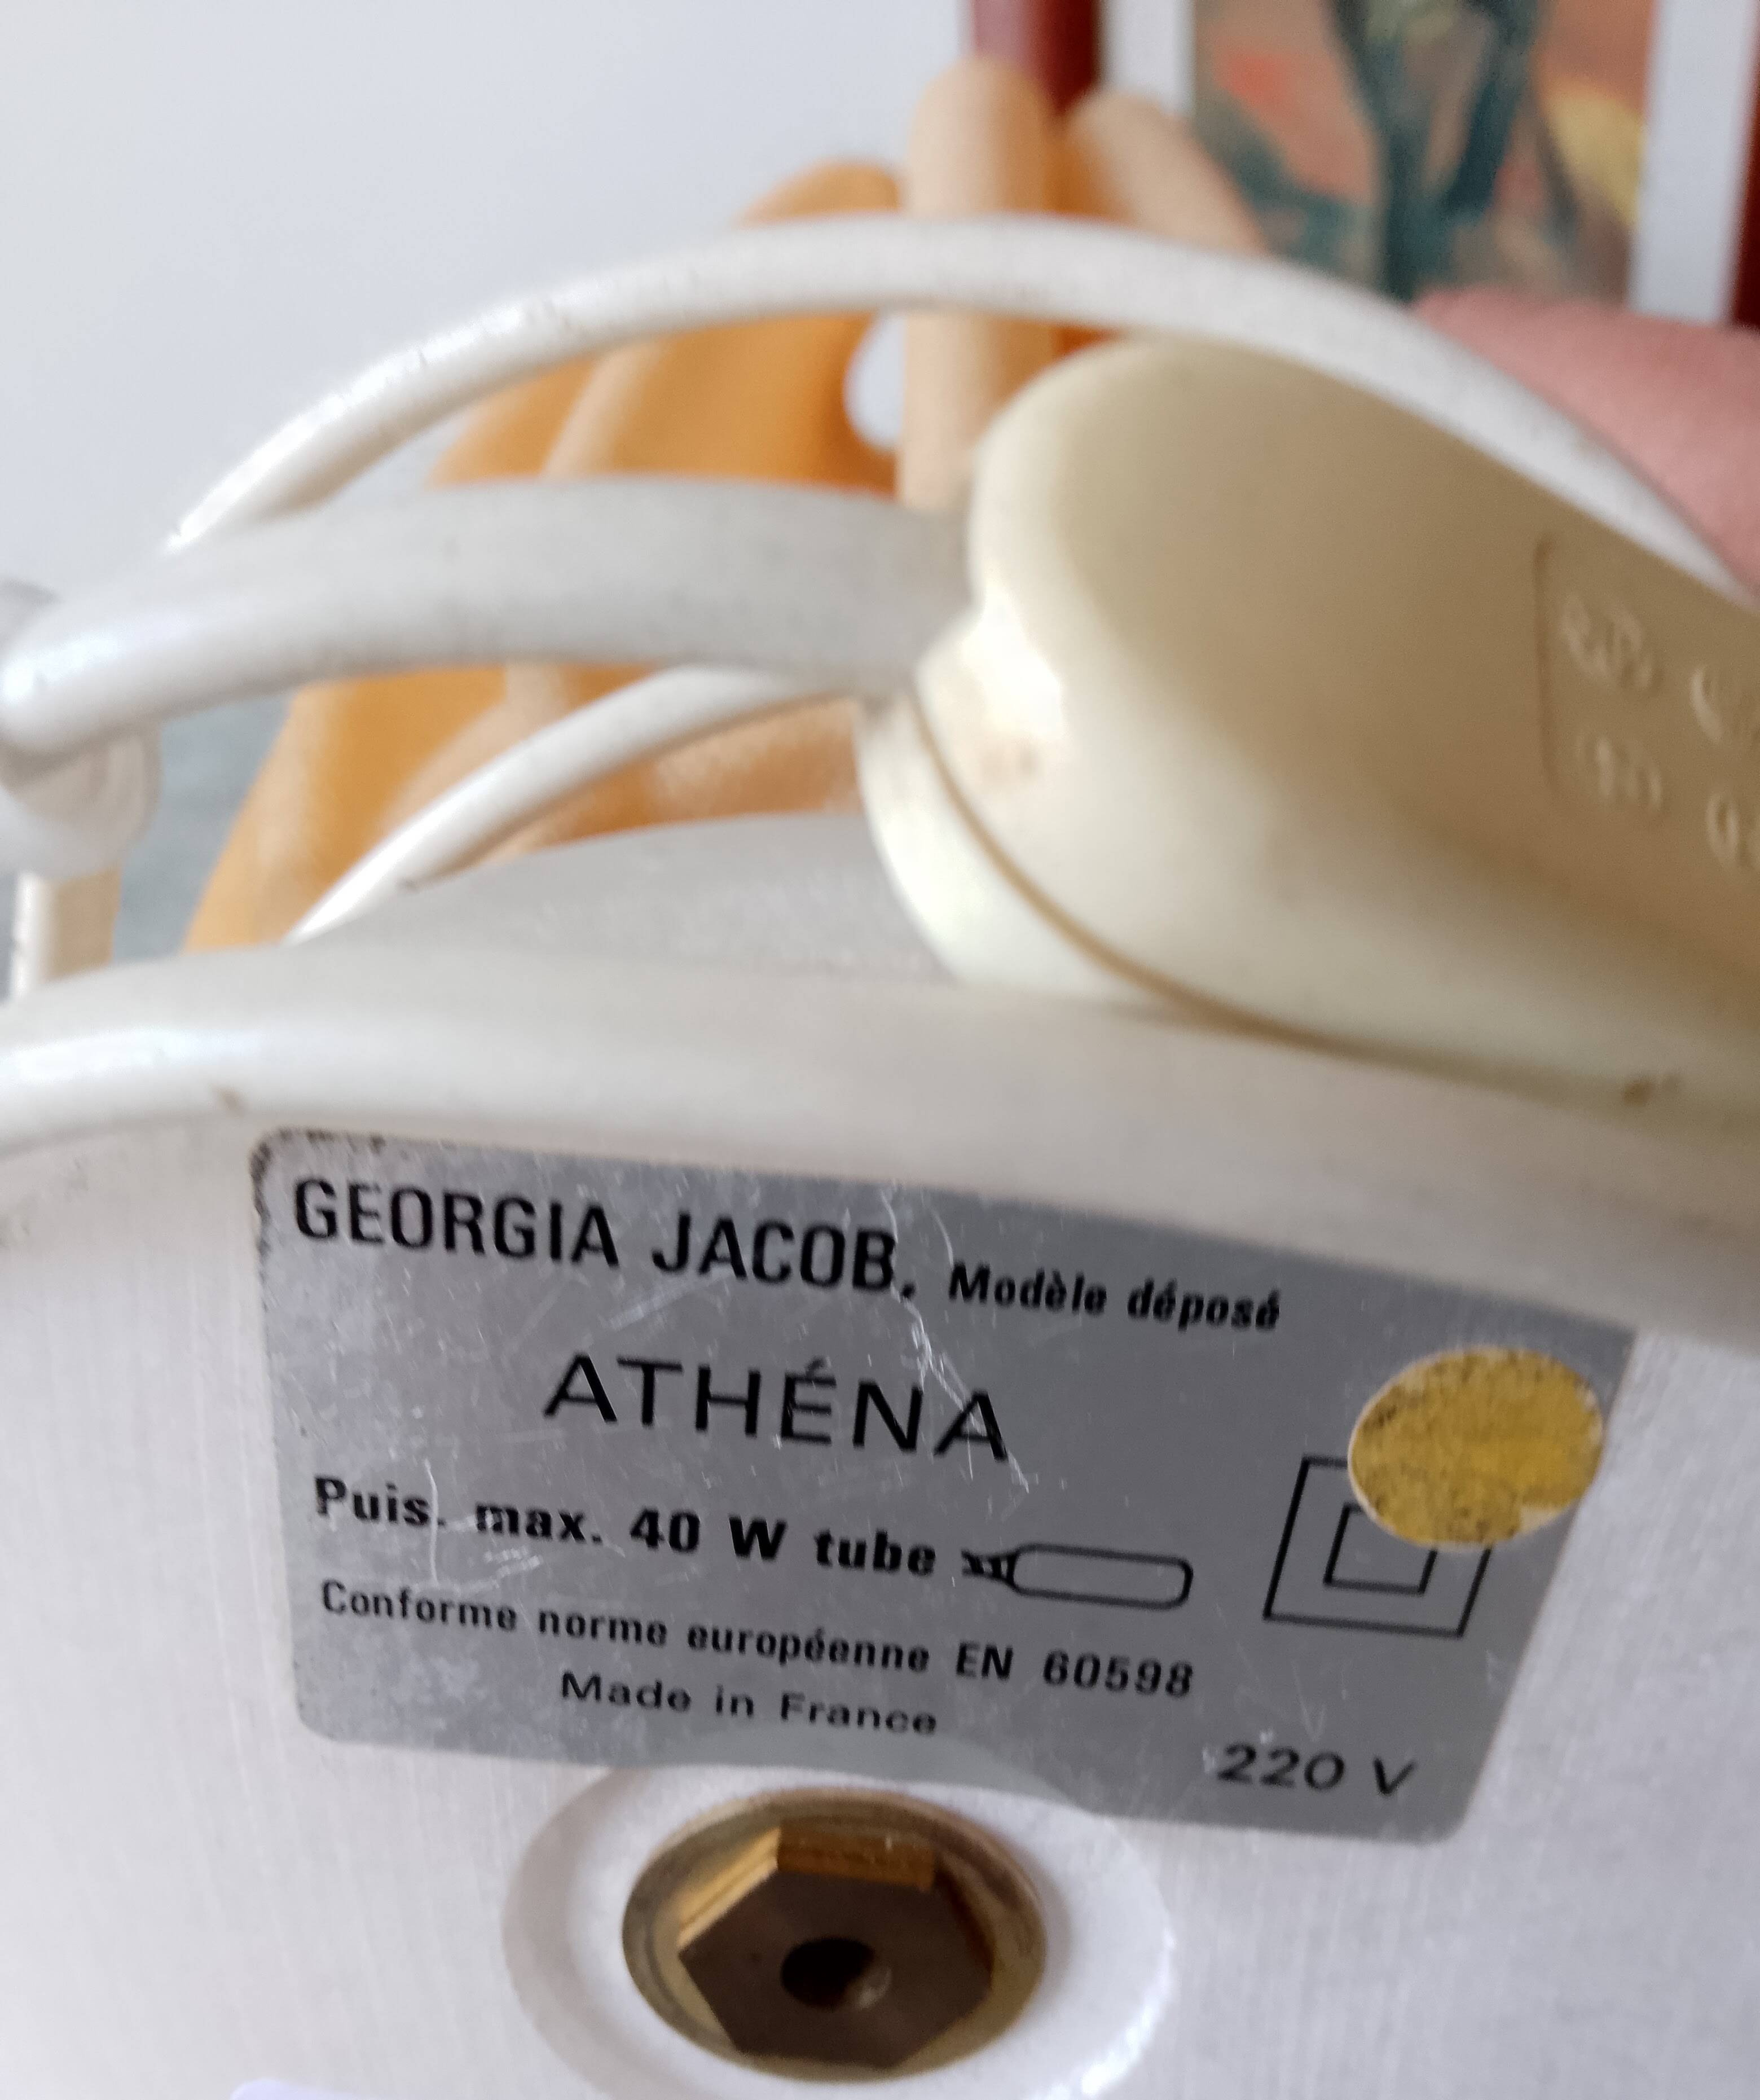 GEORGIA JACOB. Modèle déposé
ATHÉNA
Puis. max. 40 W tube
Conforme norme européenne EN 60598
Made in France
220 V